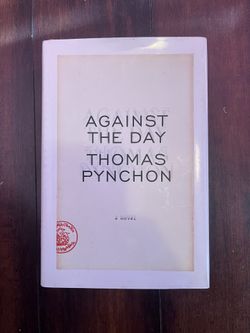 AGAINST
THE DAY
THOMAS
PYNCHON
A NOVEL